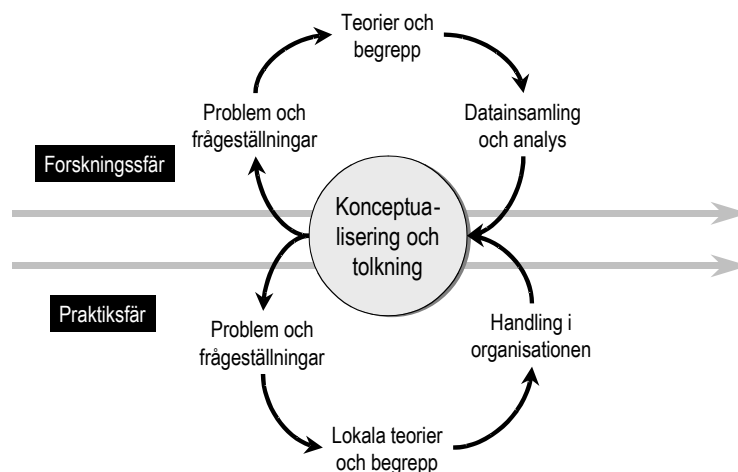 Teorier och
begrepp
Problem och
frågeställningar
Datainsamling
och analys
Forskningssfär
Konceptua-
lisering och
tolkning
Praktiksfär
Problem och
frågeställningar
Handling i
organisationen
Lokala teorier
och begrepp